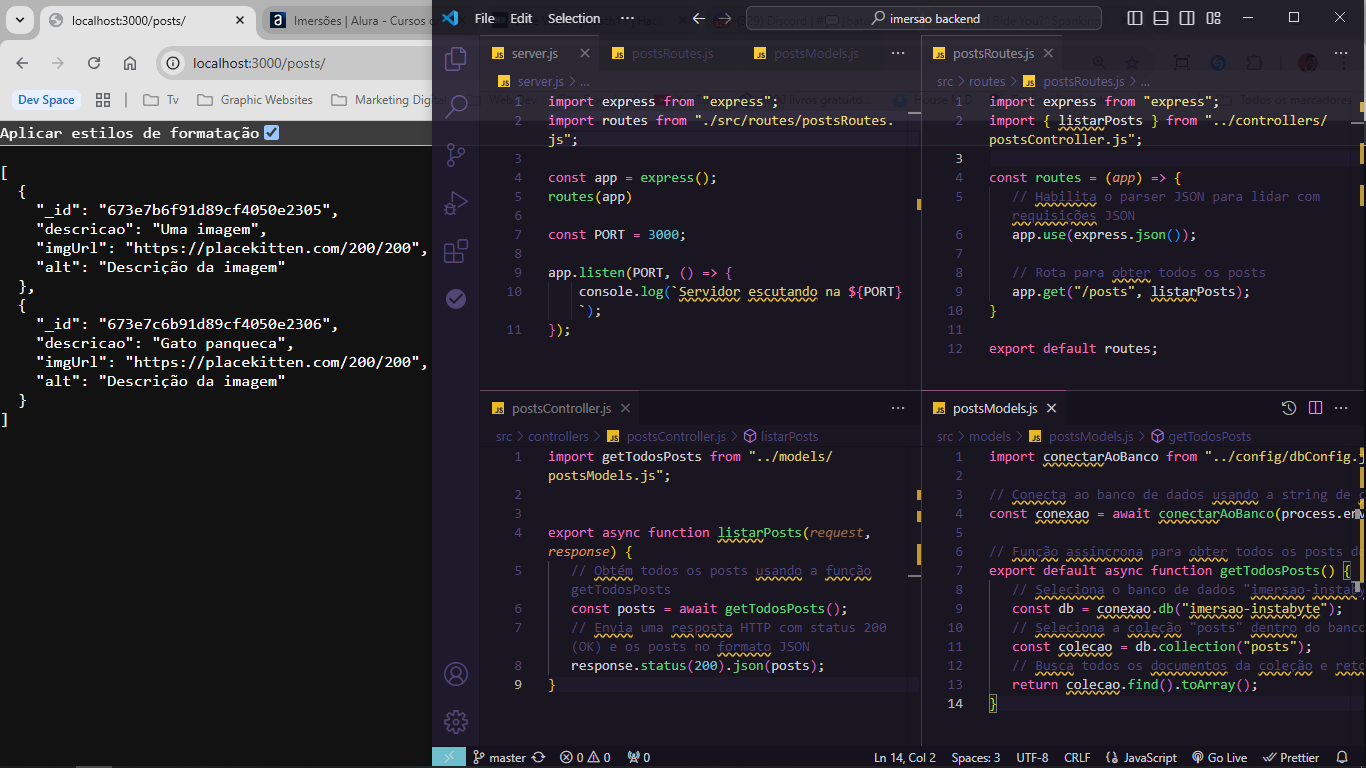 localhost:3000/posts/
Imersões | Alura - Cursos
localhost:3000/posts/
Dev Space
Tv
Graphic Websites
Marketing Digital
Aplicar estilos de formatação
[
{
"_id": "673e7b6f91d89cf4050e2305",
"descricao": "Uma imagem",
"imgUrl": "https://placekitten.com/200/200",
"alt": "Descrição da imagem"
},
{
"_id": "673e7c6b91d89cf4050e2306",
"descricao": "Gato panqueca",
"imgUrl": "https://placekitten.com/200/200",
"alt": "Descrição da imagem"
}
]
File Edit Selection ···
imersao backend
server.js
postsRoutes.js
postsModels.js
server.js > ...
1 import express from "express";
2 import routes from "./src/routes/postsRoutes.
js";
3
4 const app = express();
5 routes(app)
6
7 const PORT = 3000;
8
9 app.listen(PORT, () => {
10 console.log(`Servidor escutando na ${PORT}
`);
11 });
postsRoutes.js
src > routes > postsRoutes.js > ...
Todos os marcadores
1 import express from "express";
2 import { listarPosts } from "../controllers/
postsController.js";
3
4 const routes = (app) => {
5 // Habilita o parser JSON para lidar com
requisições JSON
6 app.use(express.json());
7
8 // Rota para obter todos os posts
9 app.get("/posts", listarPosts);
10 }
11
12 export default routes;
postsController.js
src > controllers > postsController.js > listarPosts
1 import getTodosPosts from "../models/
postsModels.js";
2
3
4 export async function listarPosts(request,
response) {
5 // Obtém todos os posts usando a função
getTodosPosts
6 const posts = await getTodosPosts();
7 // Envia uma resposta HTTP com status 200
(OK) e os posts no formato JSON
8 response.status(200).json(posts);
9 }
postsModels.js
src > models > postsModels.js > getTodosPosts
1 import conectarAoBanco from "../config/dbConfig.j
2
3 // Conecta ao banco de dados usando a string de c
4 const conexao = await conectarAoBanco(process.env
5
6 // Função assíncrona para obter todos os posts do
7 export default async function getTodosPosts() {
8 // Seleciona o banco de dados "imersao-instaby
9 const db = conexao.db("imersao-instabyte");
10 // Seleciona a coleção "posts" dentro do banco
11 const colecao = db.collection("posts");
12 // Busca todos os documentos da coleção e reto
13 return colecao.find().toArray();
14 }
master
0 0
0
Ln 14, Col 2
Spaces: 3
UTF-8
CRLF
{} JavaScript
Go Live
Prettier